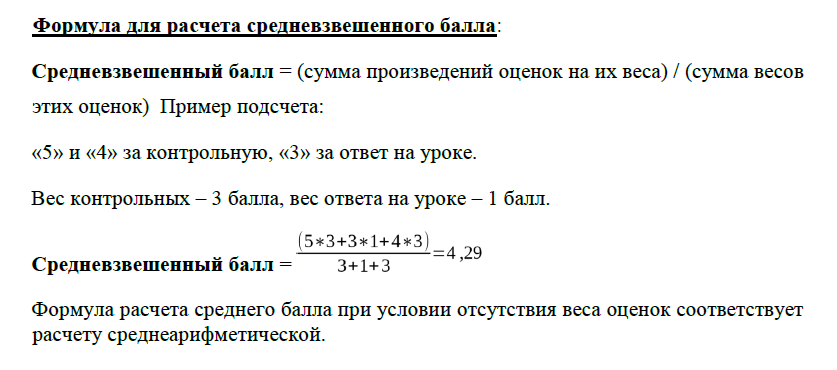 Формула для расчета средневзвешенного балла:
Средневзвешенный балл = (сумма произведений оценок на их веса) / (сумма весов
этих оценок)  Пример подсчета:
«5» и «4» за контрольную, «3» за ответ на уроке.
Вес контрольных – 3 балла, вес ответа на уроке – 1 балл.
Средневзвешенный балл = (5∗3+3∗1+4∗3) / 3+1+3 =4,29
Формула расчета среднего балла при условии отсутствия веса оценок соответствует
расчету среднеарифметической.